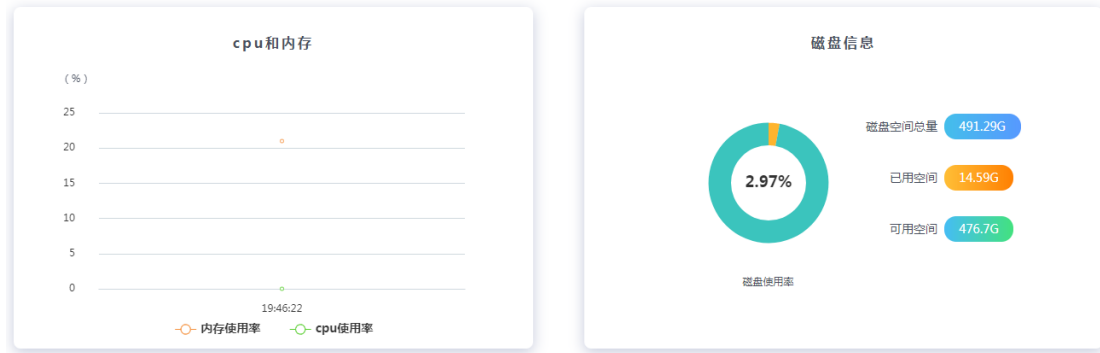 cpu和内存
（%）
25
20
15
10
5
0
19:46:22
内存使用率
cpu使用率
磁盘信息
2.97%
磁盘使用率
磁盘空间总量 491.29G
已用空间 14.59G
可用空间 476.7G